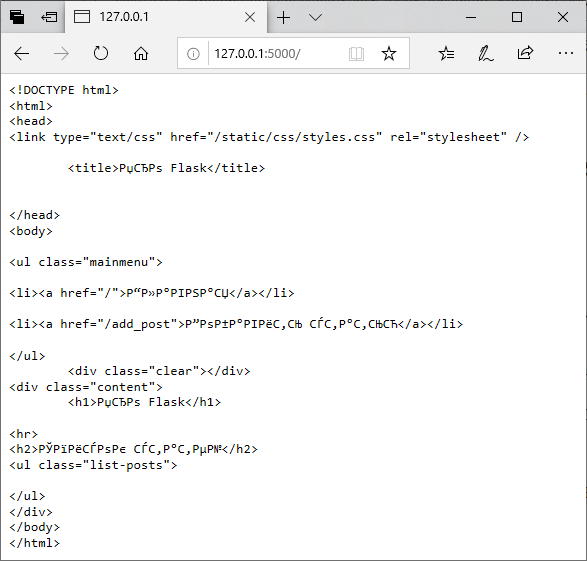 127.0.0.1
127.0.0.1:5000/
<!DOCTYPE html>
<html>
<head>
<link type="text/css" href="/static/css/styles.css" rel="stylesheet" />
<title>РџСЂРѕ Flask</title>
</head>
<body>
<ul class="mainmenu">
<li><a href="/">Р“Р»Р°РІРЅР°СЏ</a></li>
<li><a href="/add_post">Р”РѕР±Р°РІРёС‚СЊ СЃС‚Р°С‚СЊСЋ</a></li>
</ul>
<div class="clear"></div>
<div class="content">
<h1>РџСЂРѕ Flask</h1>
<hr>
<h2>РЎРїРёСЃРѕРє СЃС‚Р°С‚РµР№</h2>
<ul class="list-posts">
</ul>
</div>
</body>
</html>